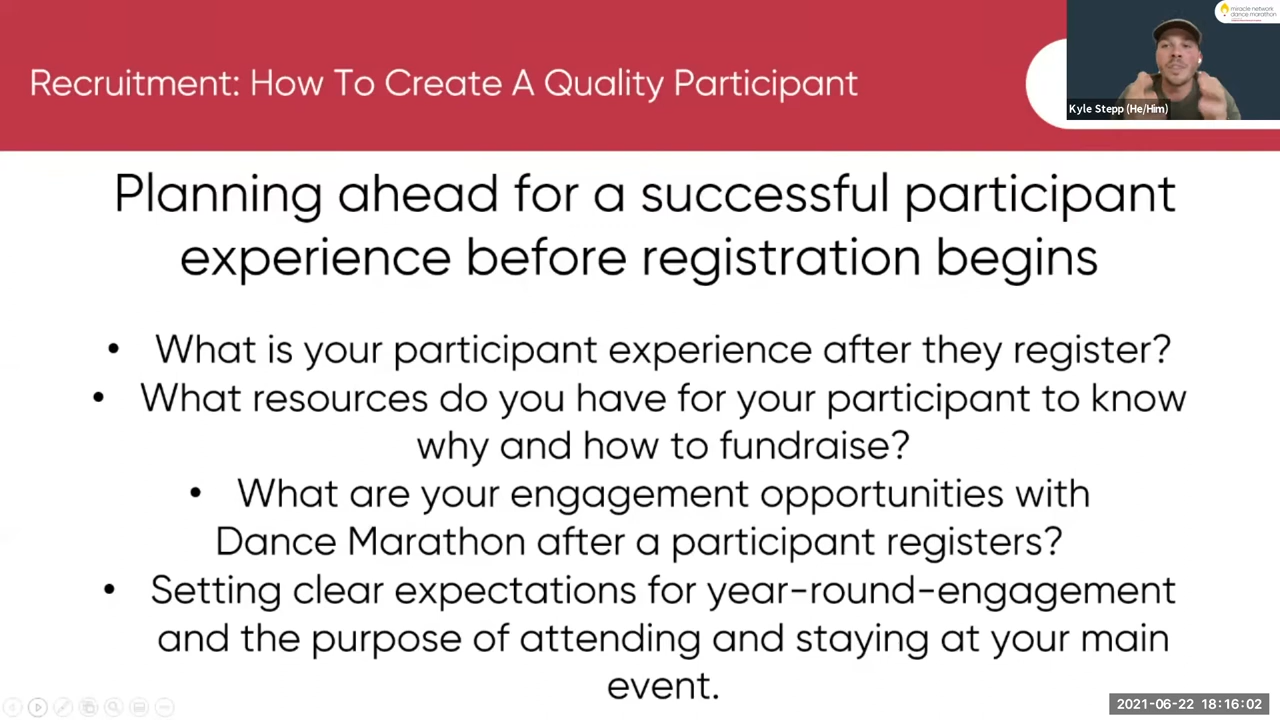 miracle network
dance marathon
Recruitment: How To Create A Quality Participant
Kyle Stepp (He/Him)
Planning ahead for a successful participant
experience before registration begins
• What is your participant experience after they register?
• What resources do you have for your participant to know
why and how to fundraise?
• What are your engagement opportunities with
Dance Marathon after a participant registers?
• Setting clear expectations for year-round-engagement
and the purpose of attending and staying at your main
event.
2021-06-22 18:16:02